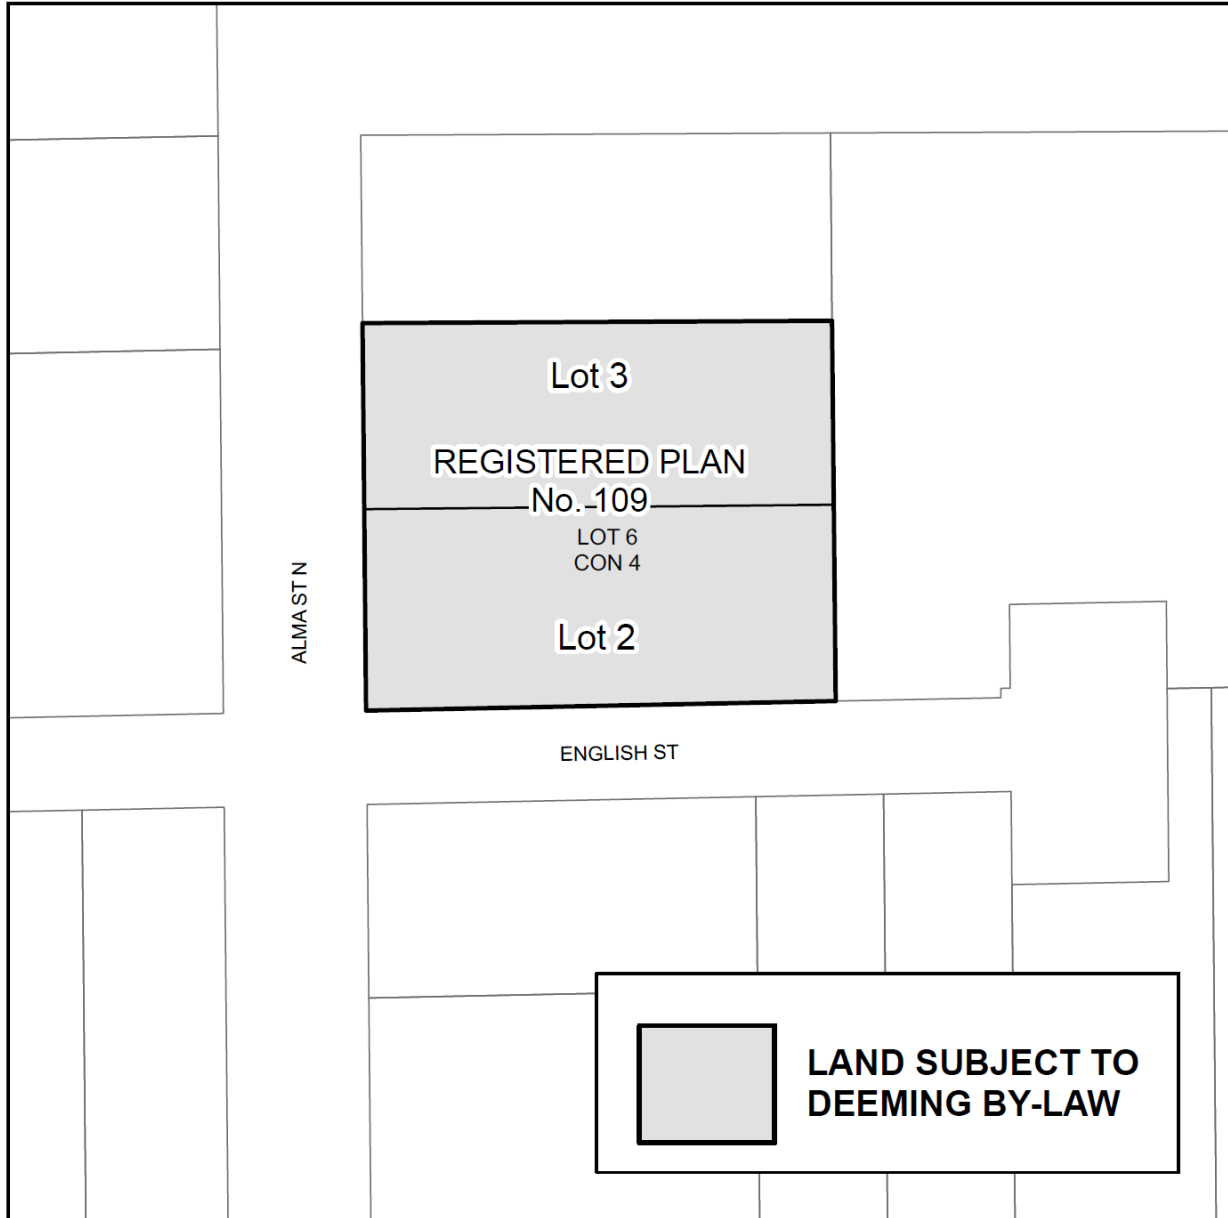 Lot 3
REGISTERED PLAN
No. 109
LOT 6
CON 4
Lot 2
ALMA ST N
ENGLISH ST
LAND SUBJECT TO
DEEMING BY-LAW